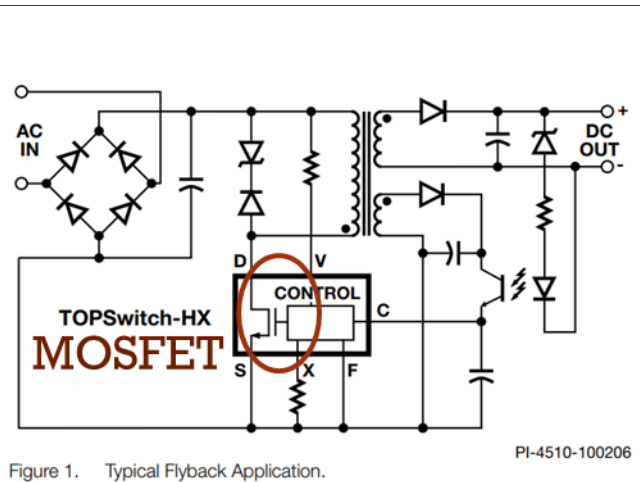 AC
IN
+
DC
OUT
-
D
V
CONTROL
C
TOPSwitch-HX
MOSFET
S
X
F
PI-4510-100206
Figure 1. Typical Flyback Application.